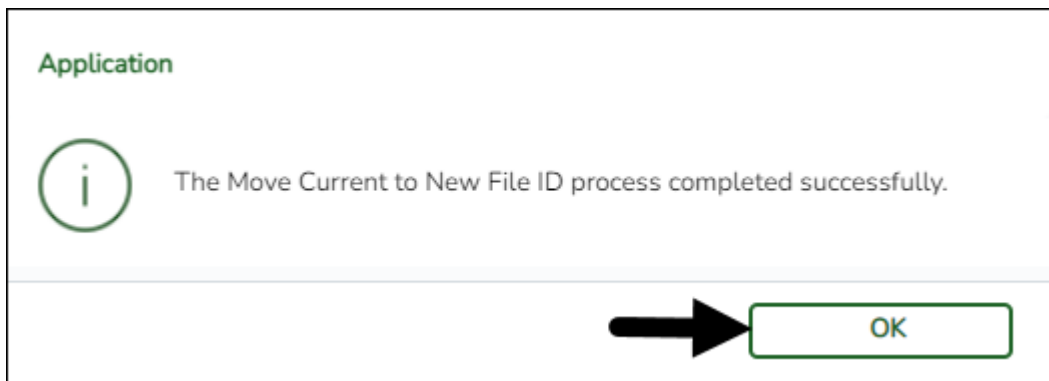 Application
The Move Current to New File ID process completed successfully.
OK